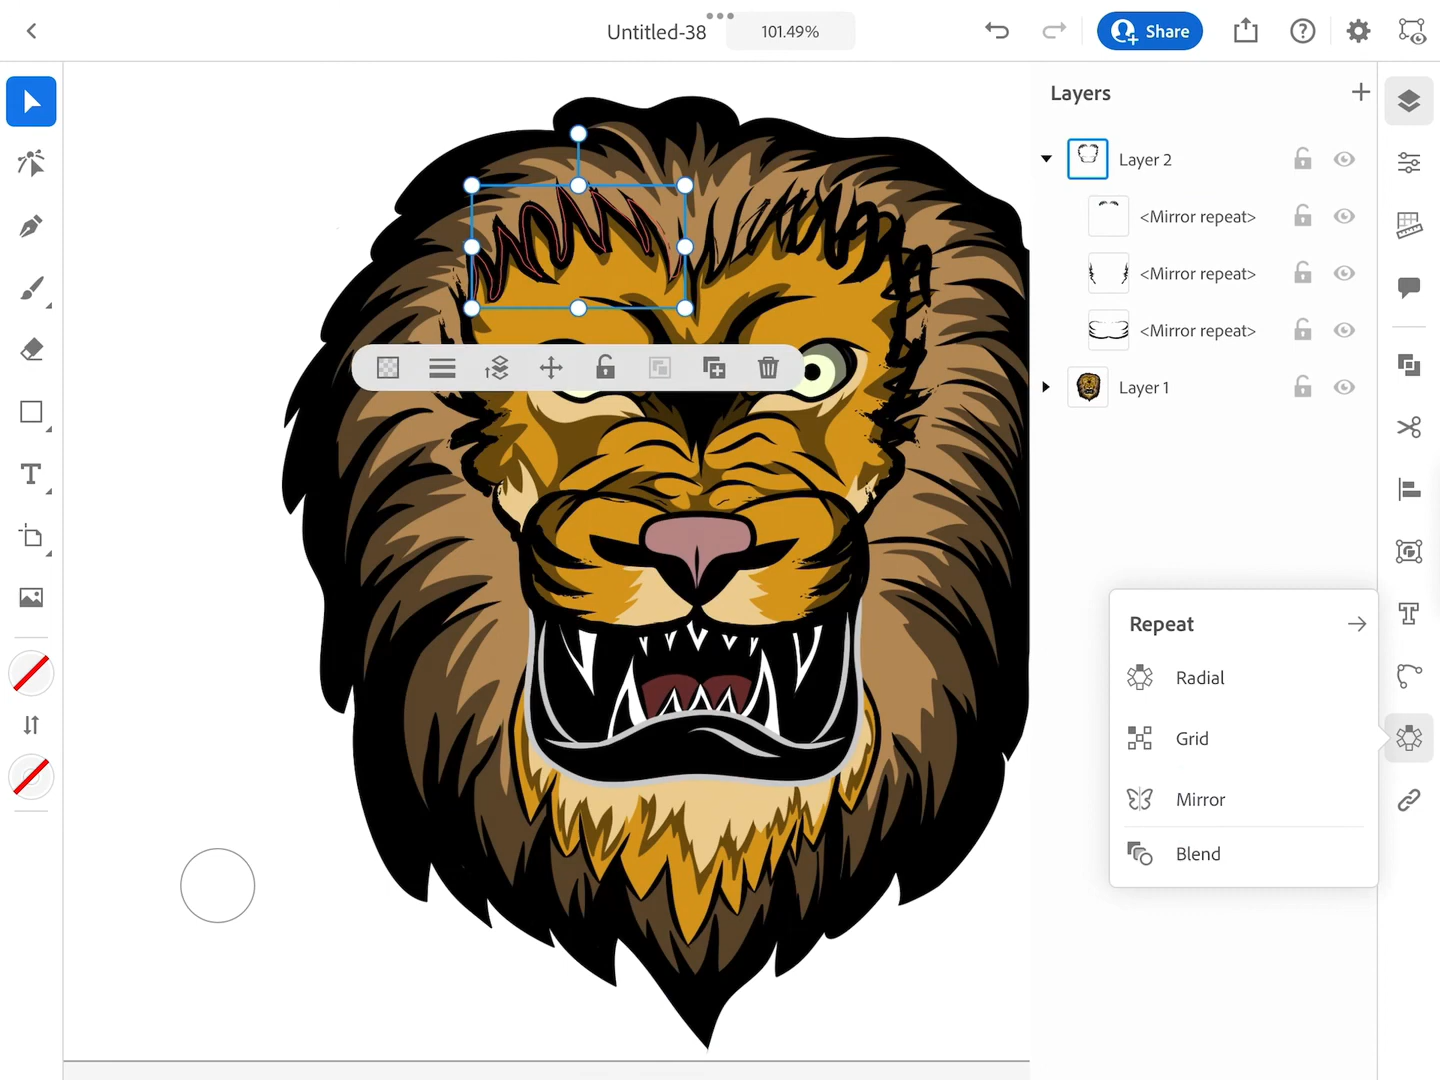 Untitled-38
101.49%
Share
Layers
Layer 2
<Mirror repeat>
<Mirror repeat>
<Mirror repeat>
Layer 1
Repeat
Radial
Grid
Mirror
Blend